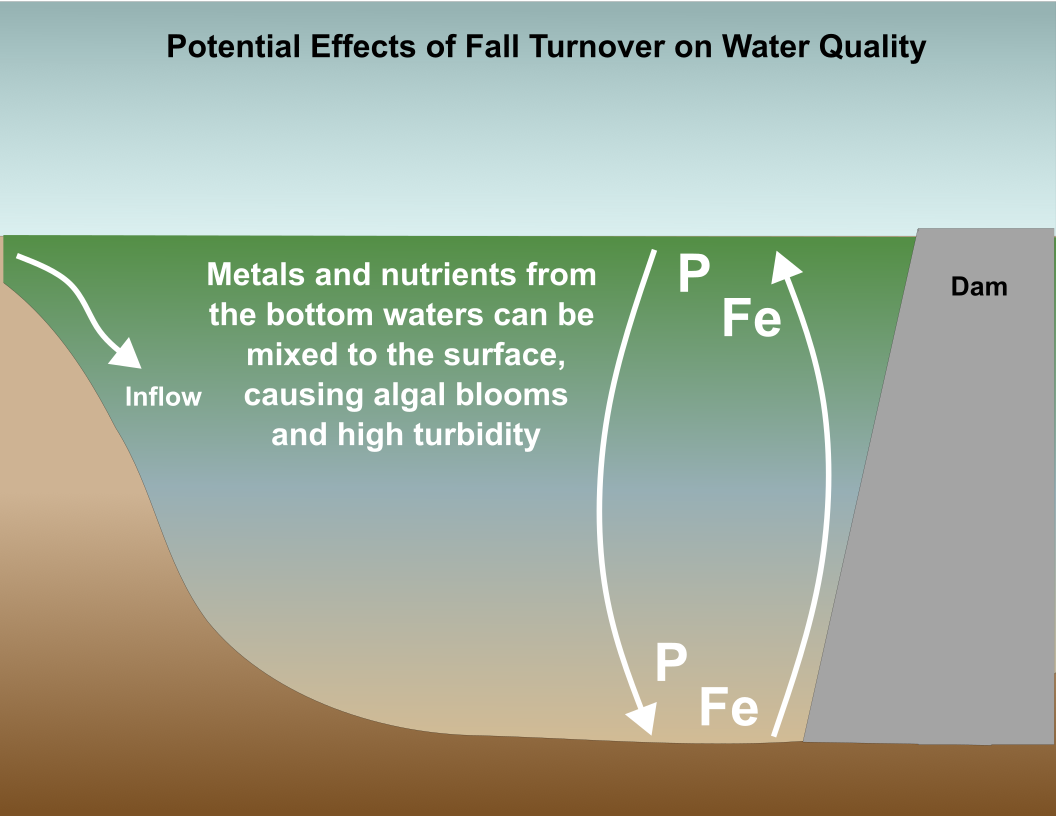 Potential Effects of Fall Turnover on Water Quality
Metals and nutrients from
the bottom waters can be
mixed to the surface,
causing algal blooms
and high turbidity
Inflow
P
Fe
Dam
P
Fe